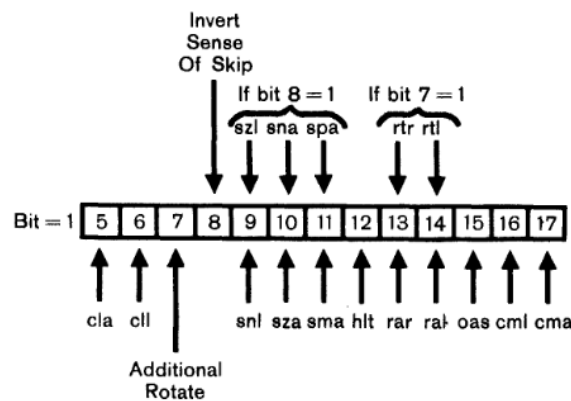 Invert
Sense
Of Skip
If bit 8 = 1
If bit 7 = 1
szl sna spa
rtr rtl
Bit = 1 5 6 7 8 9 10 11 12 13 14 15 16 17
cla cll snl sza sma hlt rar ral oas cml cma
Additional
Rotate